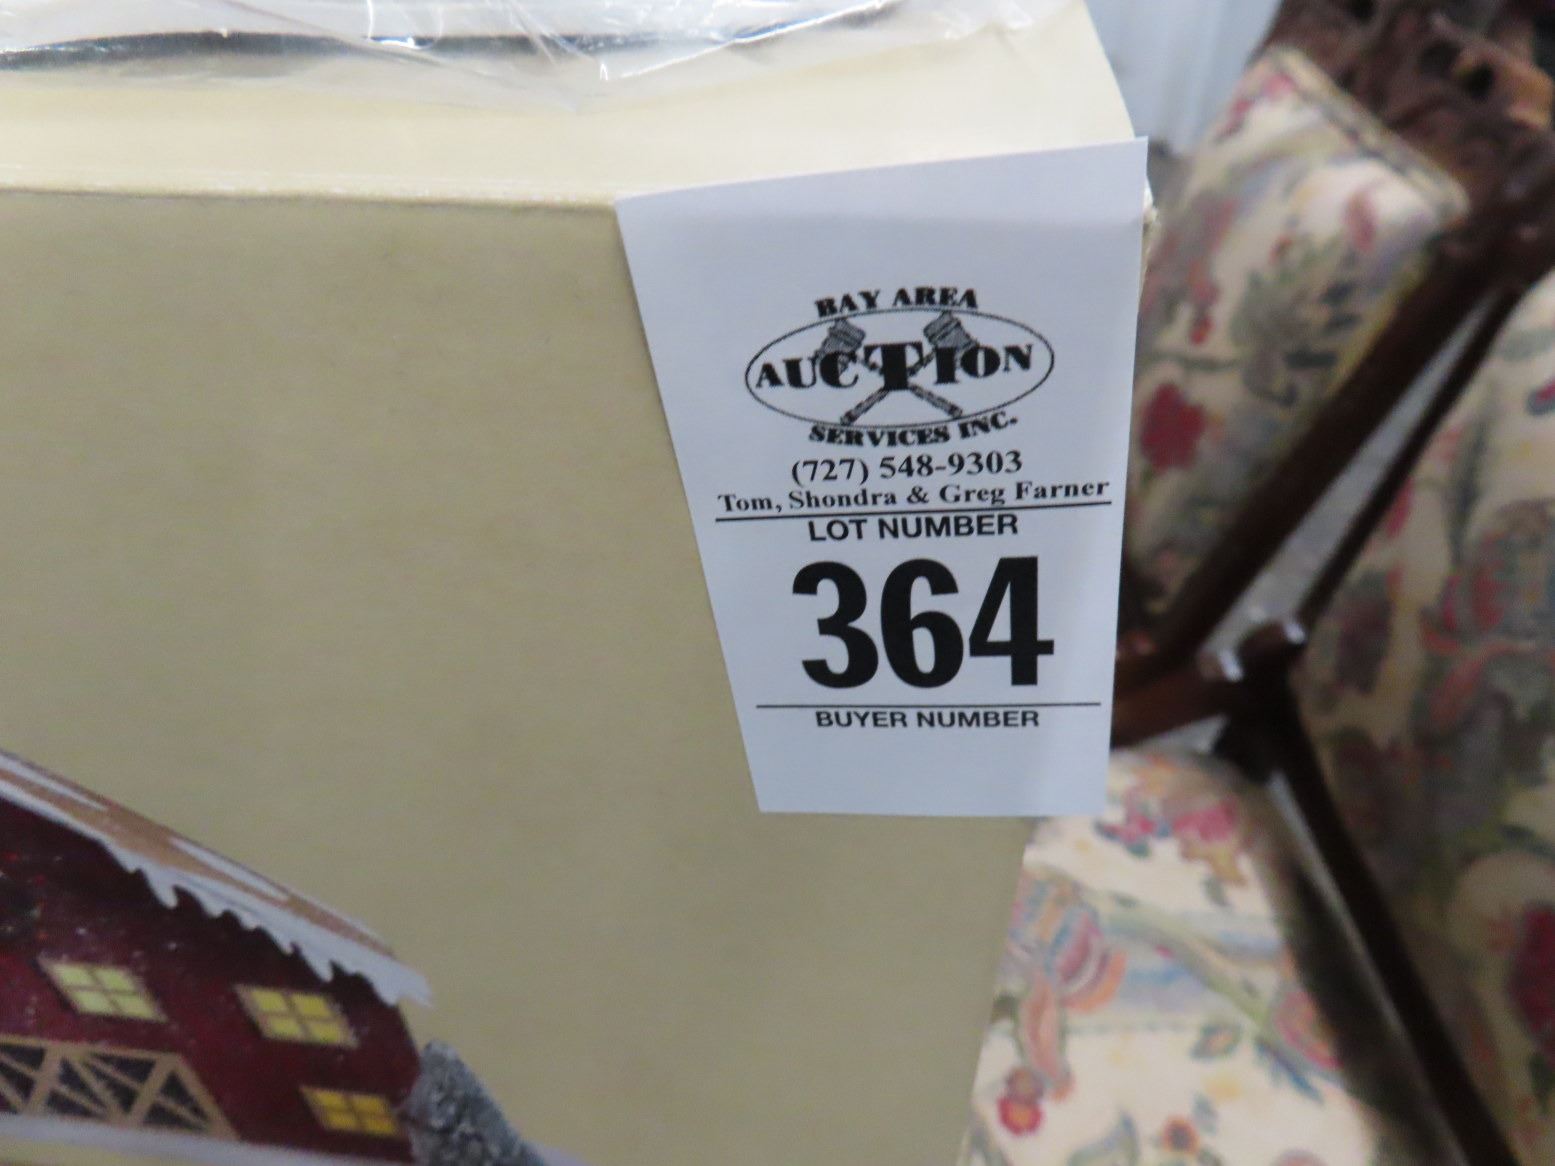 BAY AREA
AUCTION
SERVICES INC.
(727) 548-9303
Tom, Shondra & Greg Farner
LOT NUMBER
364
BUYER NUMBER